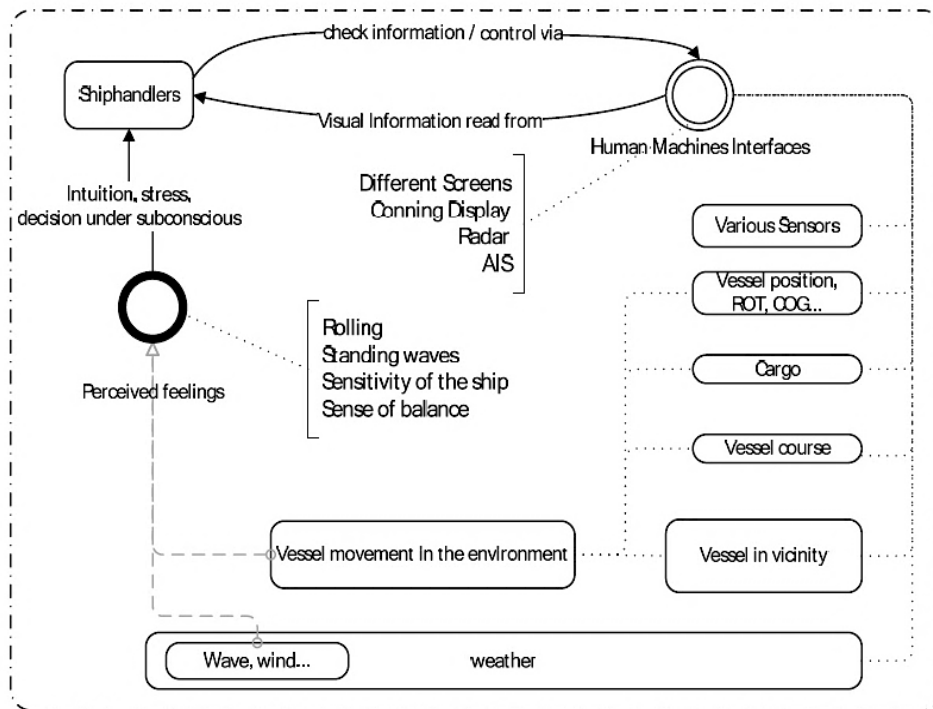 check information / control via
Shiphandlers
Visual Information read from
Human Machines Interfaces
Intuition, stress,
decision under subconscious
Different Screens
Conning Display
Radar
AIS
Various Sensors
Vessel position,
ROT, COG...
Rolling
Standing waves
Sensitivity of the ship
Sense of balance
Perceived feelings
Cargo
Vessel course
Vessel movement in the environment
Vessel in vicinity
Wave, wind...
weather